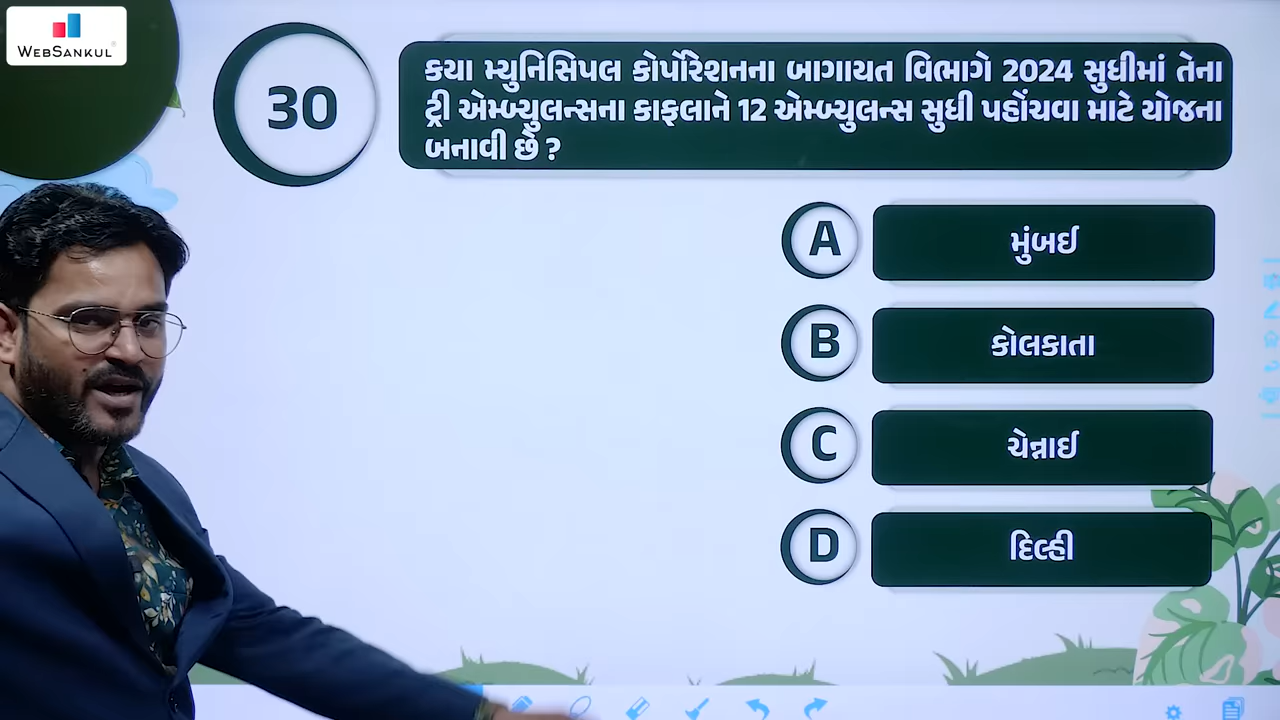 WEBSANKUL
30
કયા મ્યુનિસિપલ કોર્પોરેશનના બાગાયત વિભાગે 2024 સુધીમાં તેના
ટ્રી એમ્બ્યુલન્સના કાફલાને 12 એમ્બ્યુલન્સ સુધી પહોંચવા માટે યોજના
બનાવી છે ?
A મુંબઈ
B કોલકાતા
C ચેન્નાઈ
D દિલ્હી